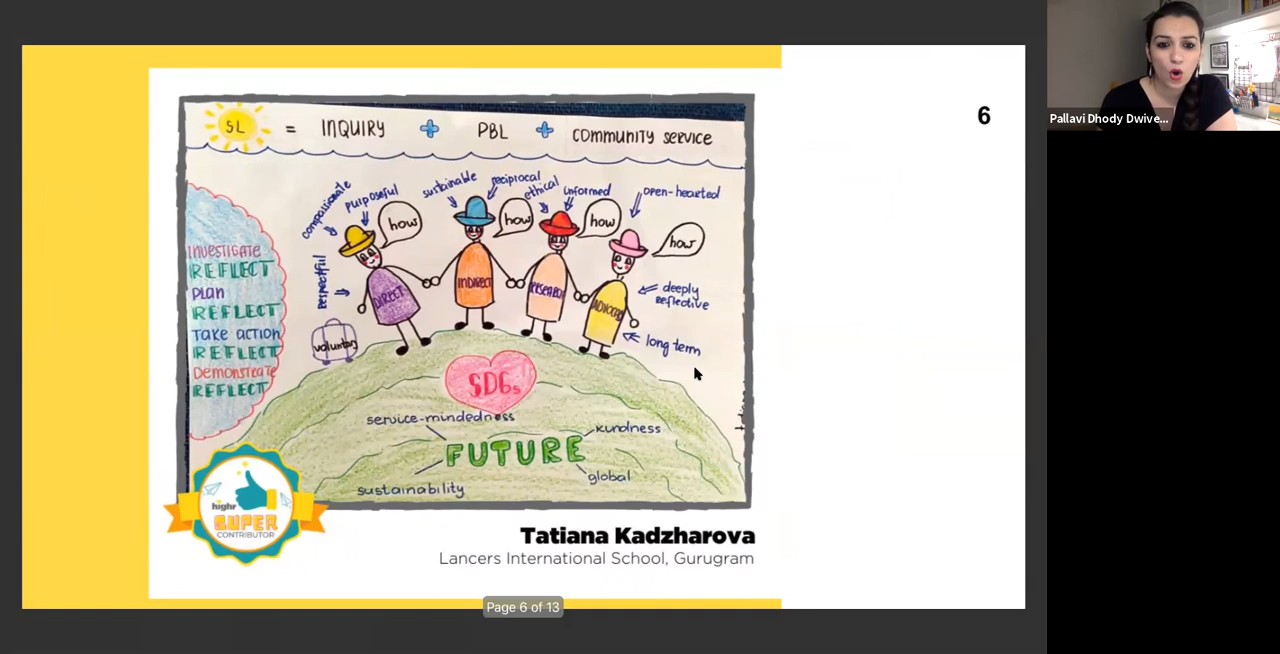 6
Pallavi Dhody Dwive...
SL = INQUIRY + PBL + COMMUNITY SERVICE
compassionate
purposeful
sustainable
reciprocal
ethical
informed
open-hearted
how
how
how
how
respectful
INVESTIGATE
REFLECT
Plan
REFLECT
Take action
REFLECT
Demonstrate
REFLECT
DIRECT
INDIRECT
RESEARCH
deeply
reflective
long term
voluntary
SDGs
service-mindedness
kindness
FUTURE
global
sustainability
highr
SUPER
CONTRIBUTOR
Tatiana Kadzharova
Lancers International School, Gurugram
Page 6 of 13